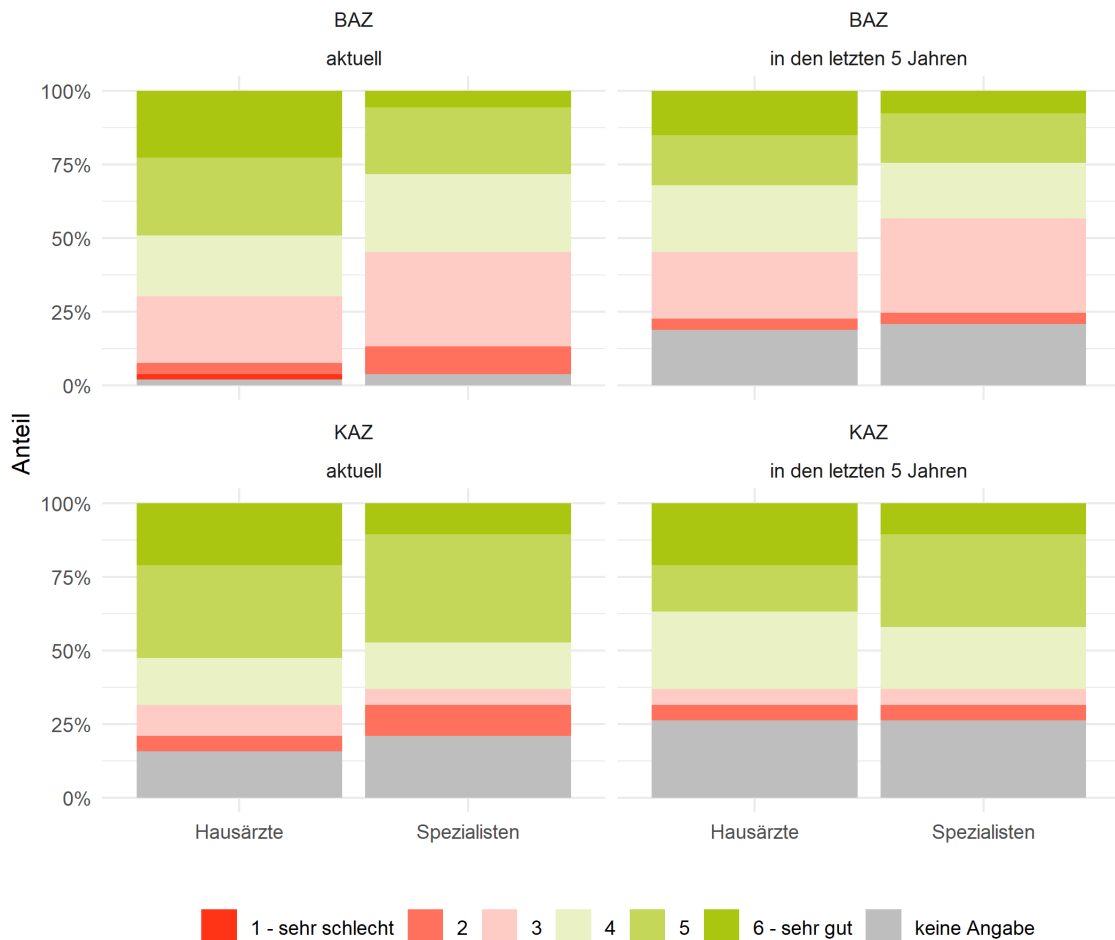 BAZ
aktuell
BAZ
in den letzten 5 Jahren
100%
75%
50%
25%
0%
Anteil
KAZ
aktuell
KAZ
in den letzten 5 Jahren
100%
75%
50%
25%
0%
Hausärzte
Spezialisten
Hausärzte
Spezialisten
1 - sehr schlecht 2 3 4 5 6 - sehr gut keine Angabe